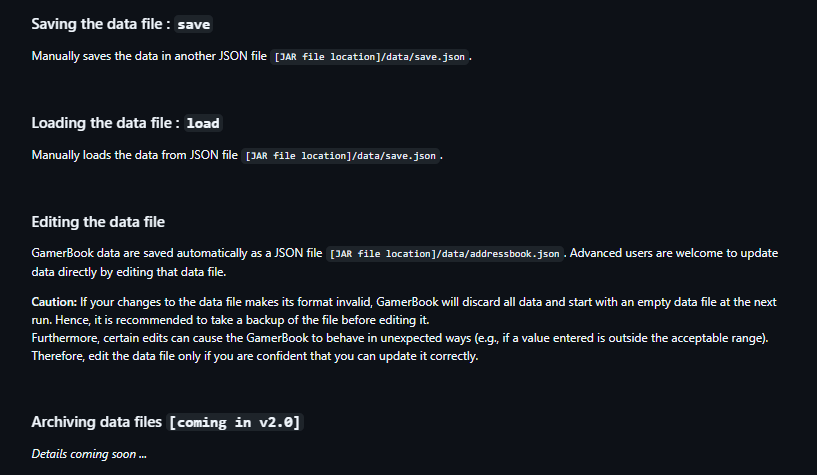 Saving the data file : save
Manually saves the data in another JSON file [JAR file location]/data/save.json.
Loading the data file : load
Manually loads the data from JSON file [JAR file location]/data/save.json.
Editing the data file
GamerBook data are saved automatically as a JSON file [JAR file location]/data/addressbook.json. Advanced users are welcome to update
data directly by editing that data file.
Caution: If your changes to the data file makes its format invalid, GamerBook will discard all data and start with an empty data file at the next
run. Hence, it is recommended to take a backup of the file before editing it.
Furthermore, certain edits can cause the GamerBook to behave in unexpected ways (e.g., if a value entered is outside the acceptable range).
Therefore, edit the data file only if you are confident that you can update it correctly.
Archiving data files [coming in v2.0]
Details coming soon ...